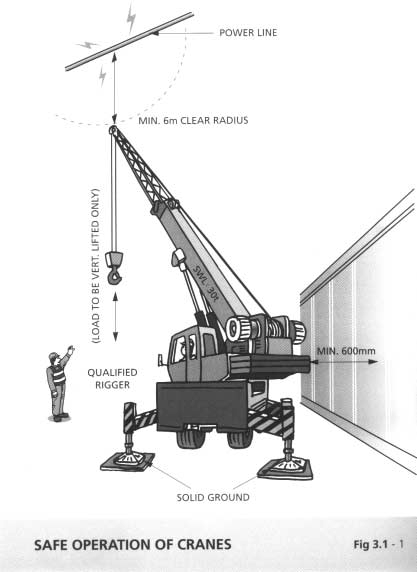 POWER LINE
MIN. 6m CLEAR RADIUS
(LOAD TO BE VERT. LIFTED ONLY)
SWL: 30t
MIN. 600mm
QUALIFIED
RIGGER
SOLID GROUND
SAFE OPERATION OF CRANES
Fig 3.1 - 1